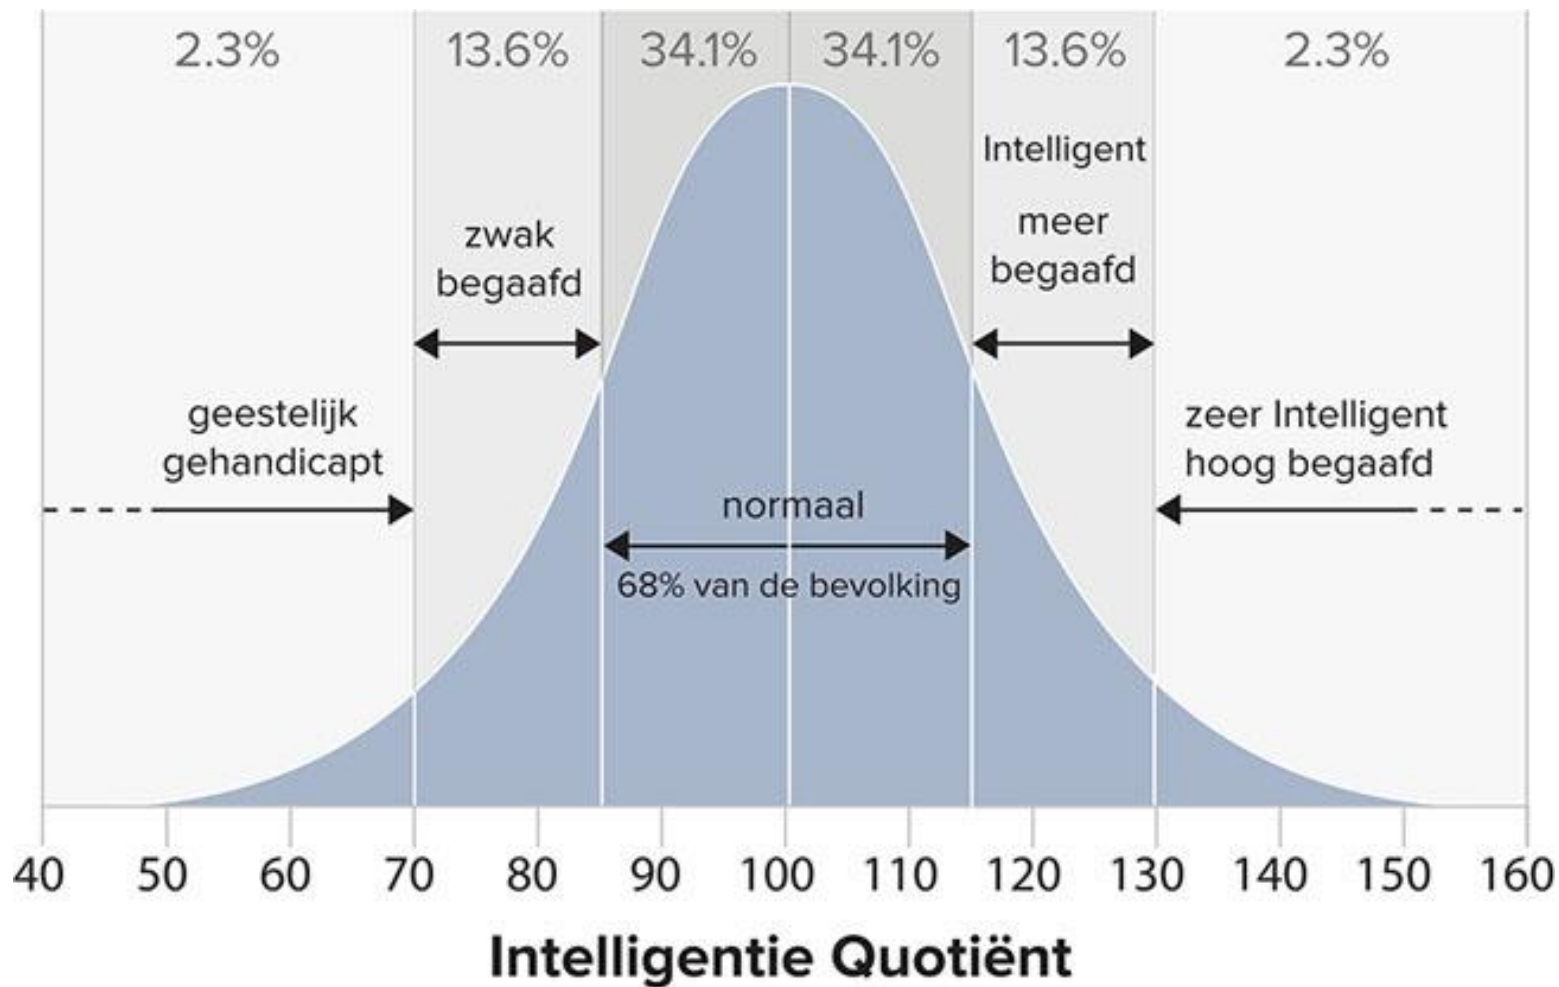 2.3% 13.6% 34.1% 34.1% 13.6% 2.3%
Intelligent
meer
begaafd
zwak
begaafd
geestelijk
gehandicapt
zeer Intelligent
hoog begaafd
normaal
68% van de bevolking
40 50 60 70 80 90 100 110 120 130 140 150 160
Intelligentie Quotiënt